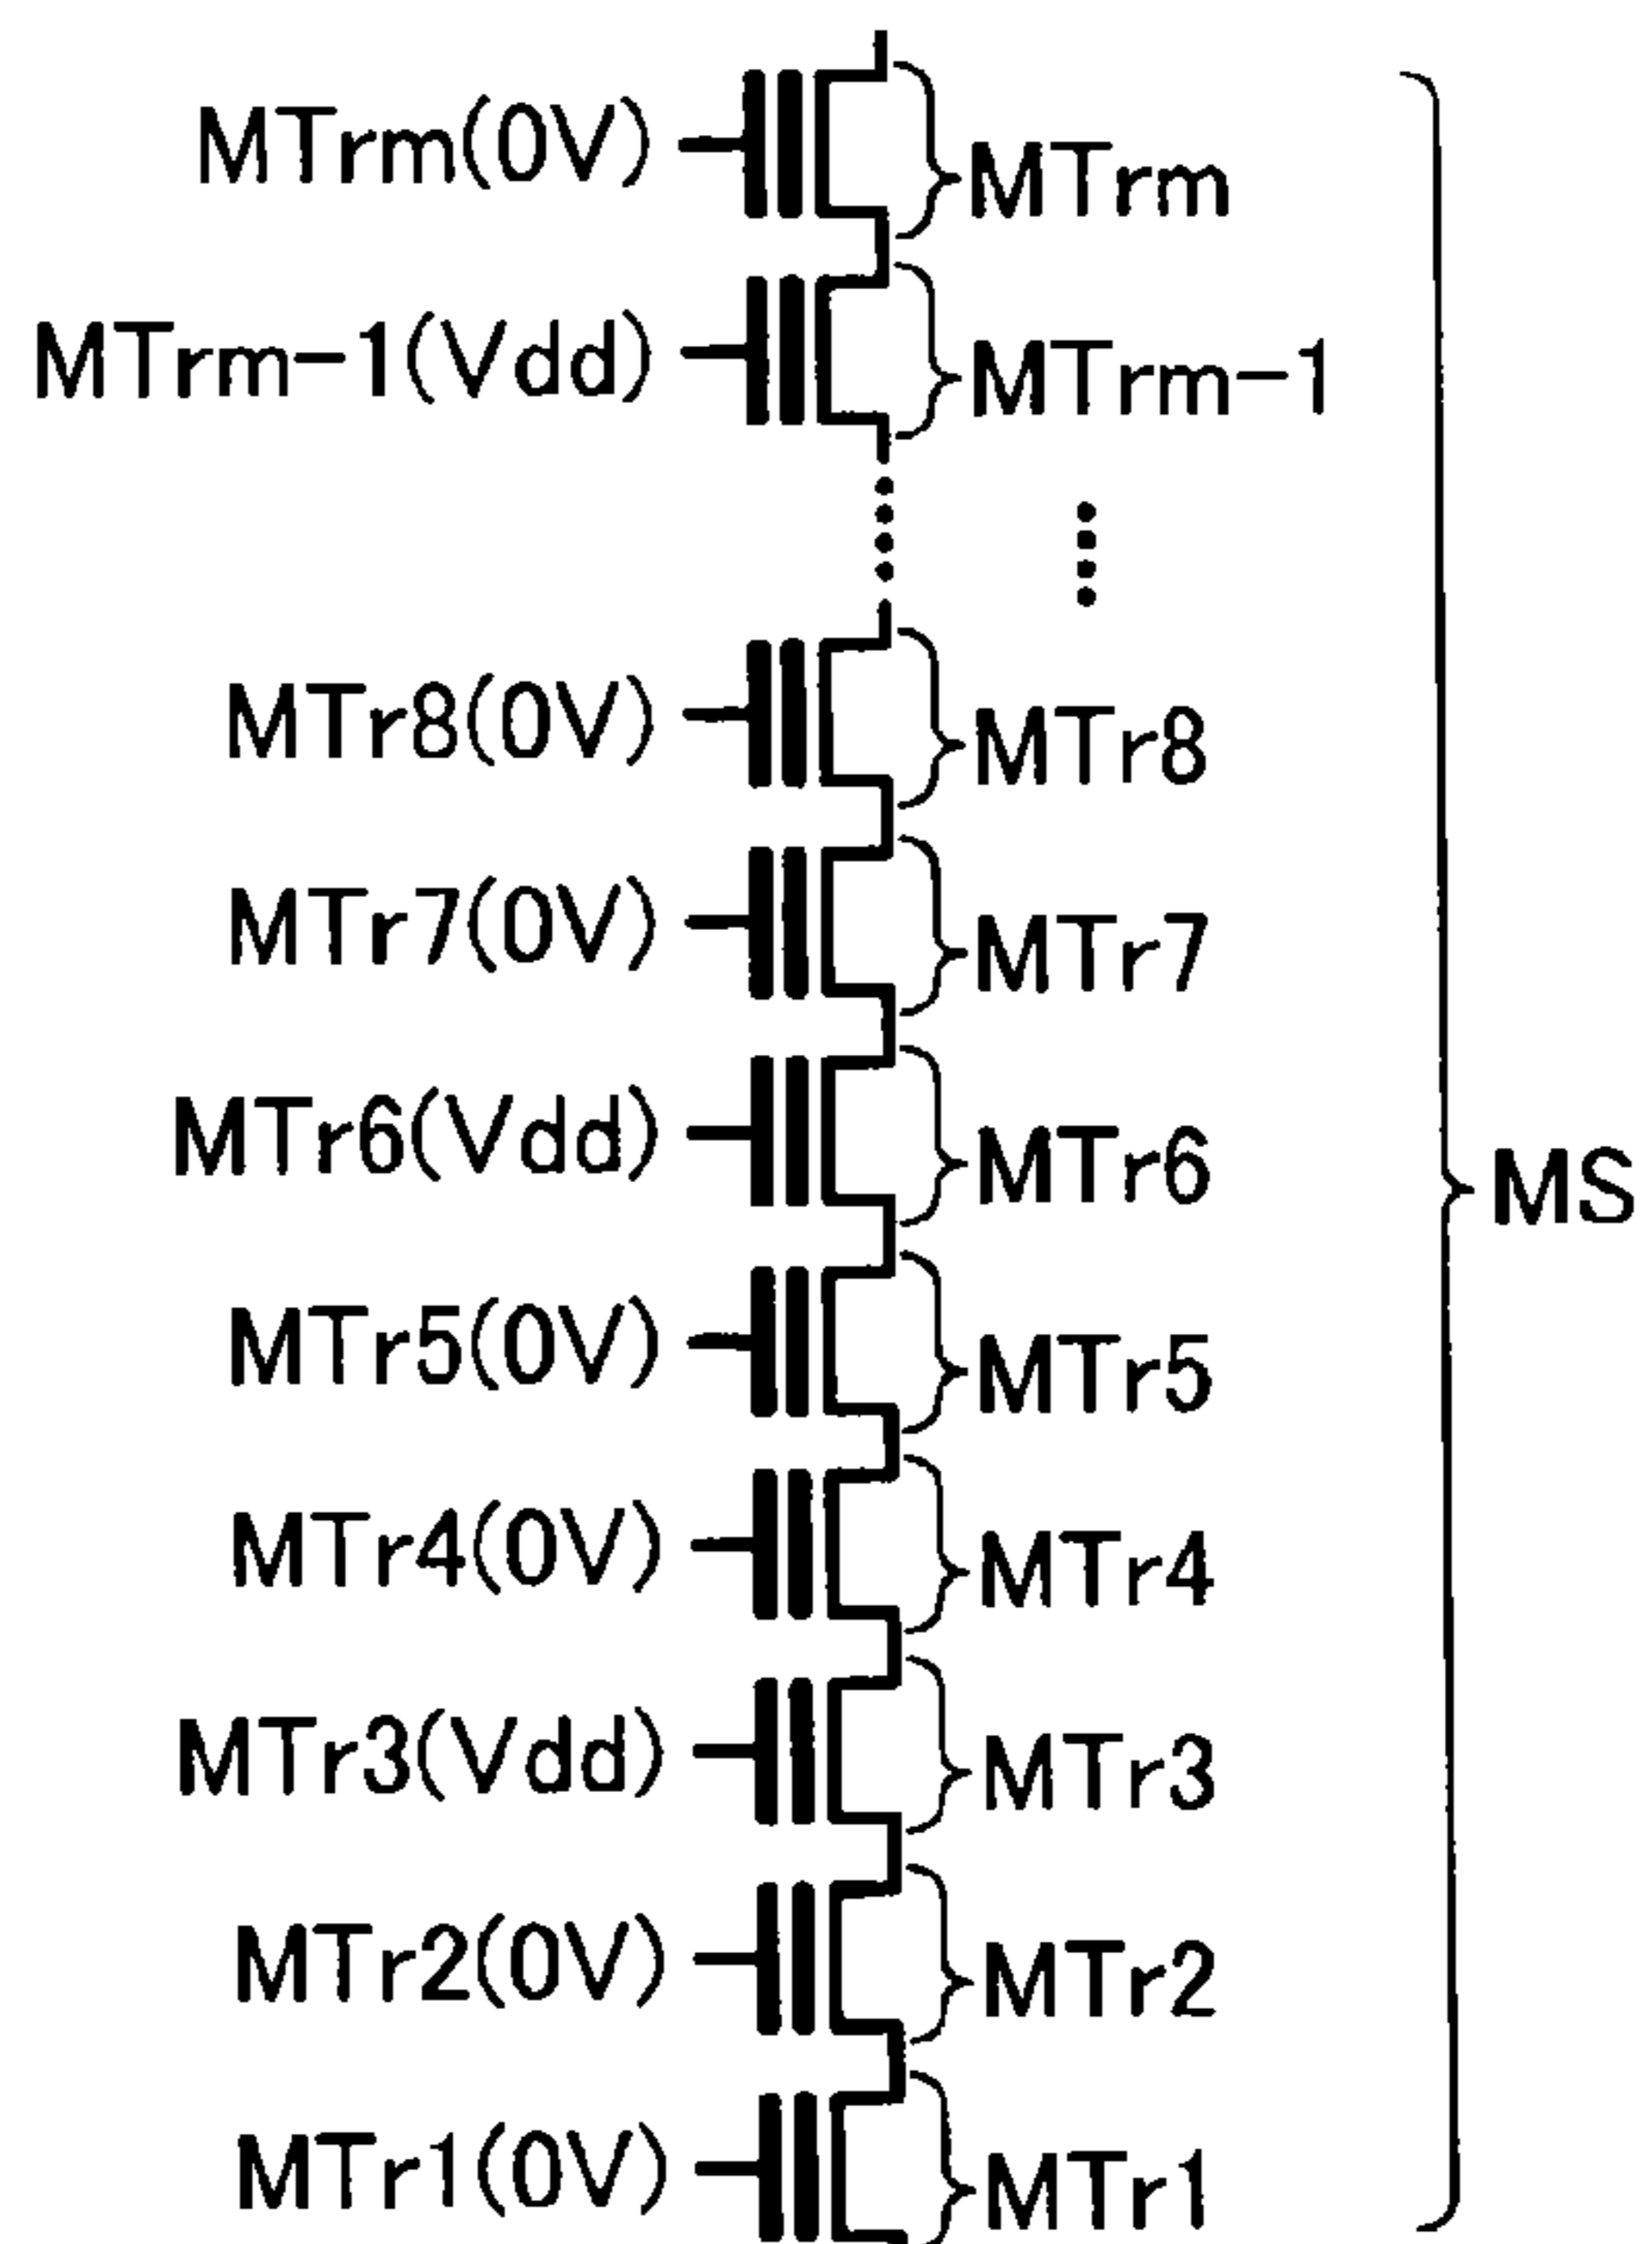 MTrm(0V) MTrm
MTrm-1(Vdd) MTrm-1
MTr8(0V) MTr8
MTr7(0V) MTr7
MTr6(Vdd) MTr6
MS
MTr5(0V) MTr5
MTr4(0V) MTr4
MTr3(Vdd) MTr3
MTr2(0V) MTr2
MTr1(0V) MTr1